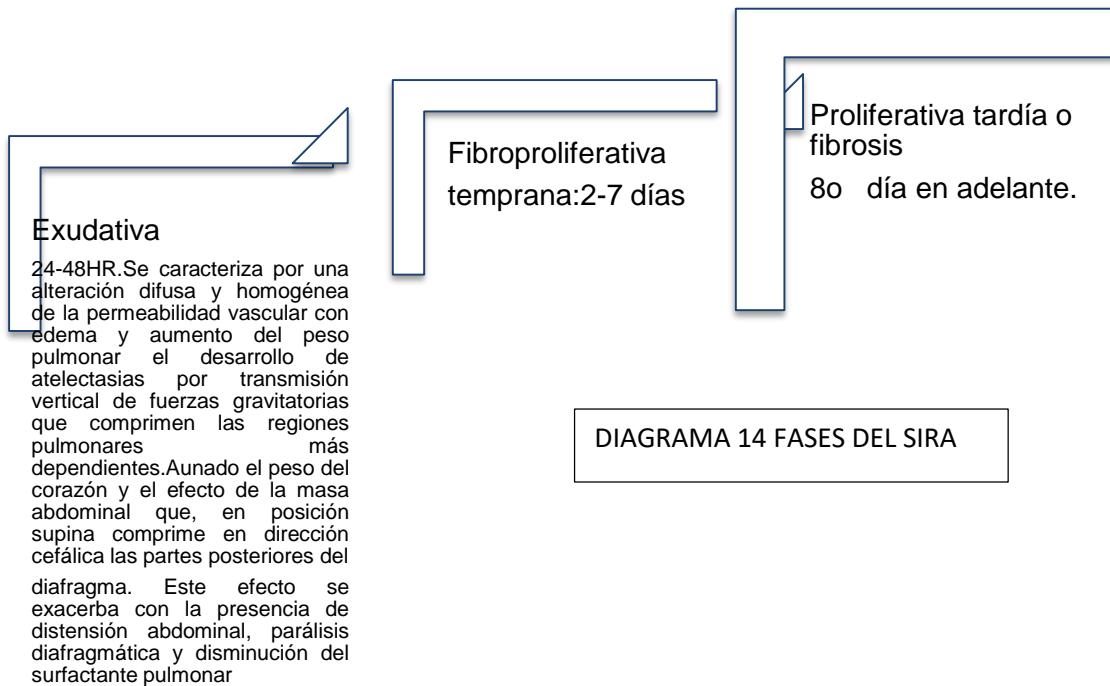 Exudativa
24-48HR.Se caracteriza por una
alteración difusa y homogénea
de la permeabilidad vascular con
edema y aumento del peso
pulmonar el desarrollo de
atelectasias por transmisión
vertical de fuerzas gravitatorias
que comprimen las regiones
pulmonares más
dependientes.Aunado el peso del
corazón y el efecto de la masa
abdominal que, en posición
supina comprime en dirección
cefálica las partes posteriores del
diafragma. Este efecto se
exacerba con la presencia de
distensión abdominal, parálisis
diafragmática y disminución del
surfactante pulmonar
Fibroproliferativa
temprana:2-7 días
Proliferativa tardía o
fibrosis
8o día en adelante.
DIAGRAMA 14 FASES DEL SIRA